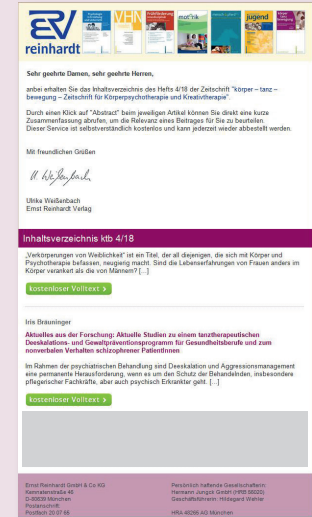 ERV
reinhardt
VHN
mot'rik
jugend
Sehr geehrte Damen, sehr geehrte Herren,
anbei erhalten Sie das Inhaltsverzeichnis des Hefts 4/18 der Zeitschrift "körper – tanz –
bewegung – Zeitschrift für Körperpsychotherapie und Kreativtherapie".
Durch einen Klick auf "Abstract" beim jeweiligen Artikel können Sie direkt eine kurze
Zusammenfassung abrufen, um die Relevanz eines Beitrages für Sie zu beurteilen.
Dieser Service ist selbstverständlich kostenlos und kann jederzeit wieder abbestellt werden.
Mit freundlichen Grüßen
U. Weißenbach
Ulrike Weißenbach
Ernst Reinhardt Verlag
Inhaltsverzeichnis ktb 4/18
„Verkörperungen von Weiblichkeit" ist ein Titel, der all diejenigen, die sich mit Körper und
Psychotherapie befassen, neugierig macht. Sind die Lebenserfahrungen von Frauen anders im
Körper verankert als die von Männern? [...]
kostenloser Volltext >
Iris Bräuninger
Aktuelles aus der Forschung: Aktuelle Studien zu einem tanztherapeutischen
Deeskalations- und Gewaltpräventionsprogramm für Gesundheitsberufe und zum
nonverbalen Verhalten schizophrener PatientInnen
Im Rahmen der psychiatrischen Behandlung sind Deeskalation und Aggressionsmanagement
eine permanente Herausforderung, wenn es um den Schutz der Behandelnden, insbesondere
pflegerischer Fachkräfte, aber auch psychisch Erkrankter geht. [...]
kostenloser Volltext >
Ernst Reinhardt GmbH & Co KG
Kemnatenstraße 46
D-80639 München
Postanschrift:
Postfach 20 07 65
Persönlich haftende Gesellschafterin:
Hermann Jungck GmbH (HRB 98020)
Geschäftsführerin: Hildegard Wehler
HRA 48265 AG München